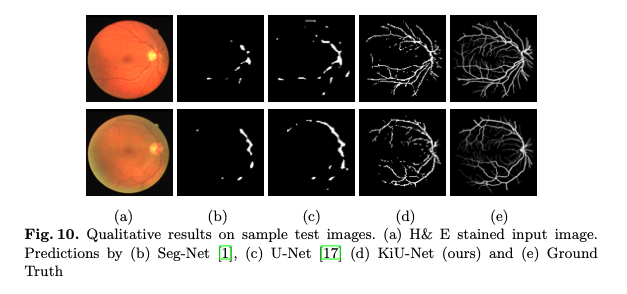 (a) (b) (c) (d) (e)
Fig. 10. Qualitative results on sample test images. (a) H& E stained input image.
Predictions by (b) Seg-Net [1], (c) U-Net [17] (d) KiU-Net (ours) and (e) Ground
Truth